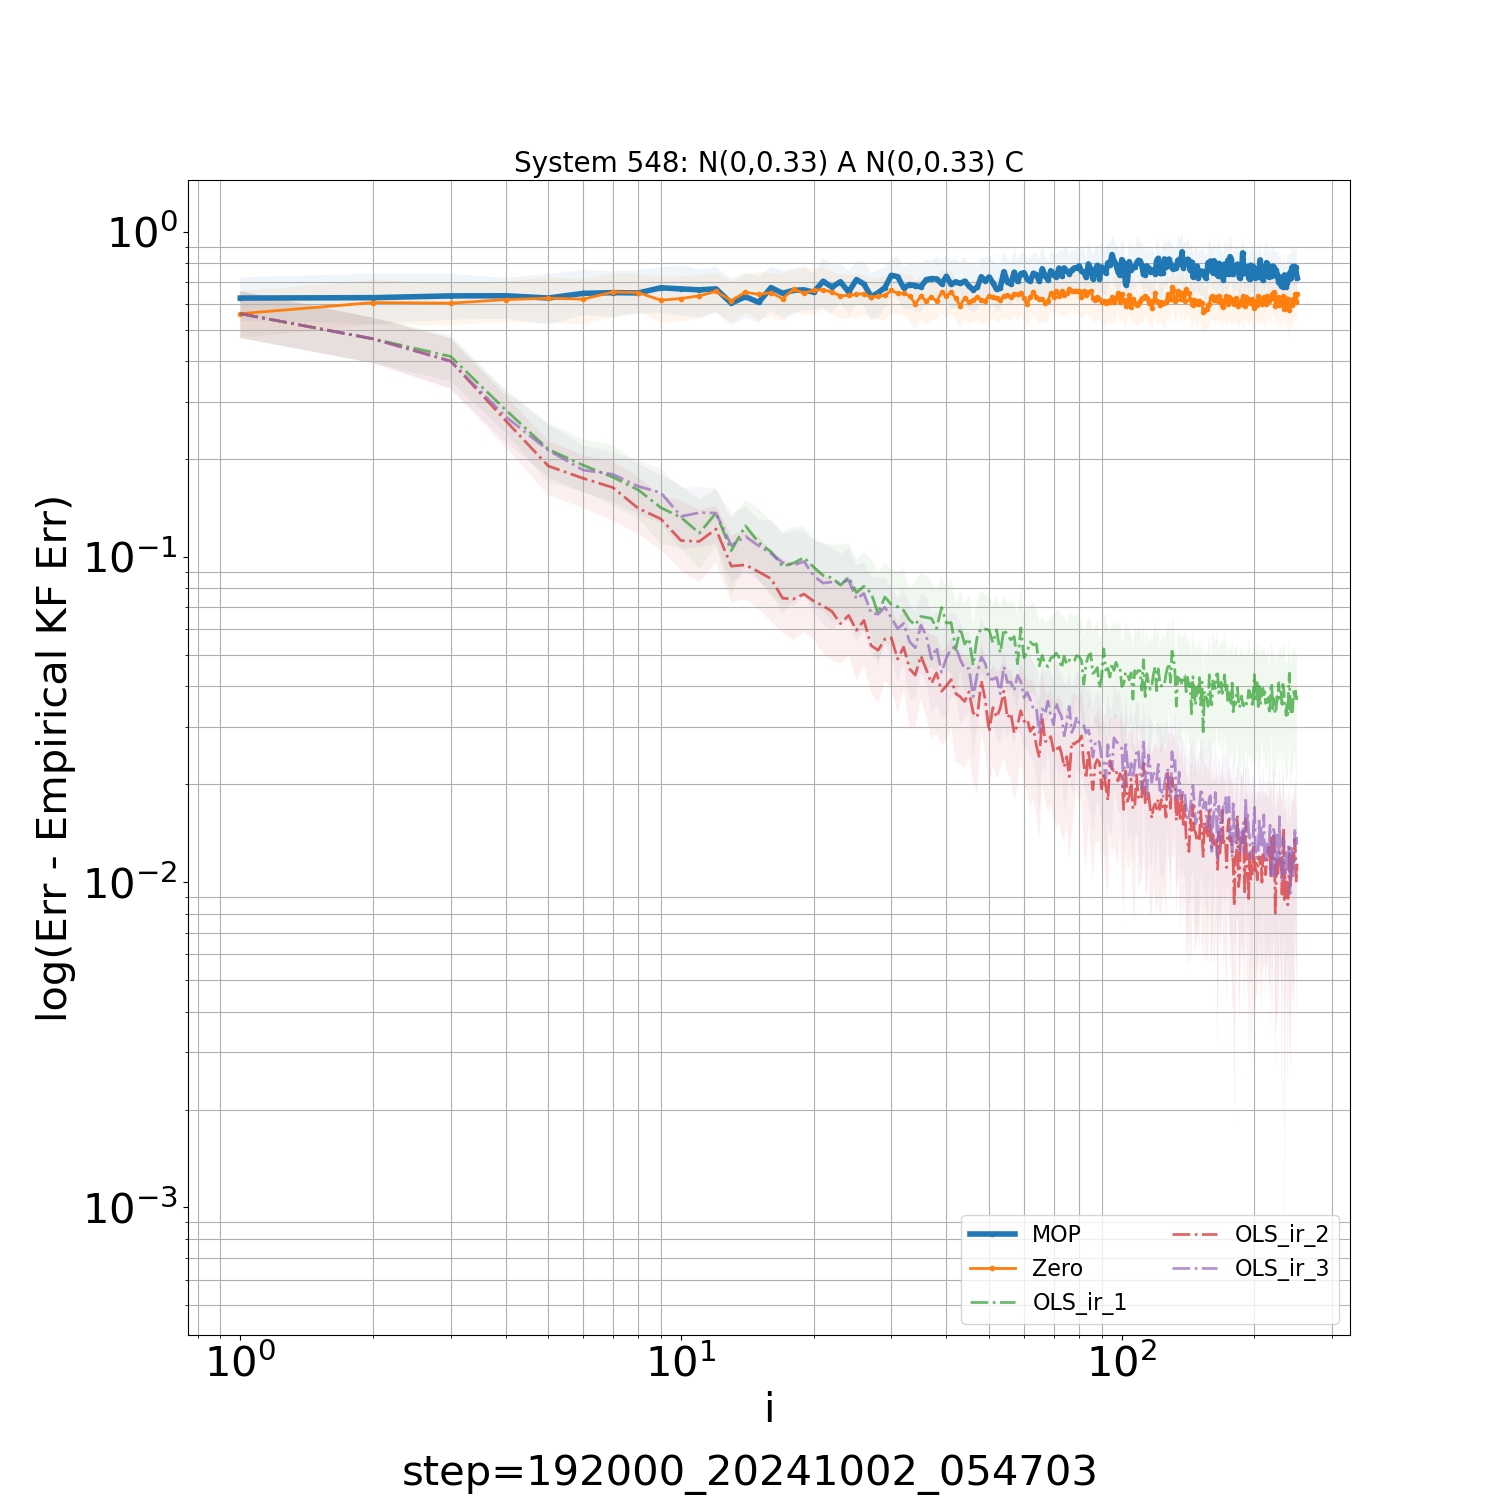 System 548: N(0,0.33) A N(0,0.33) C
log(Err - Empirical KF Err)
10⁰
10⁻¹
10⁻²
10⁻³
MOP
Zero
OLS_ir_1
OLS_ir_2
OLS_ir_3
10⁰ 10¹ 10²
i
step=192000_20241002_054703